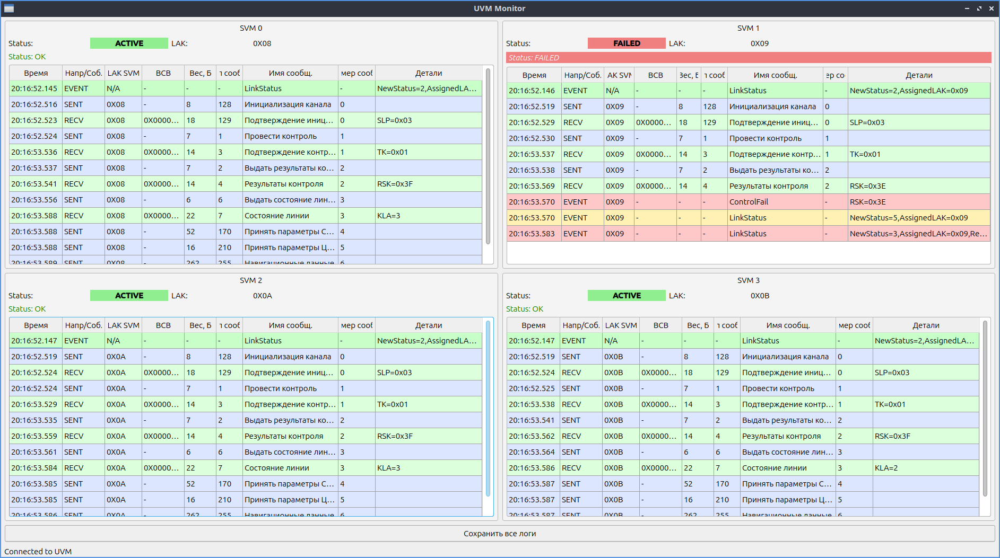 UVM Monitor
SVM 0
Status: ACTIVE LAK: 0X08
Status: OK
Время Напр/Соб. LAK SVM ВСВ Вес, Б т сооб Имя сообщ. мер сооб Детали
20:16:52.145 EVENT N/A - - - LinkStatus - NewStatus=2,AssignedLA...
20:16:52.516 SENT 0X08 - 8 128 Инициализация канала 0
20:16:52.523 RECV 0X08 0X0000... 18 129 Подтверждение иниц... 0 SLP=0x03
20:16:52.524 SENT 0X08 - 7 1 Провести контроль 1
20:16:53.536 RECV 0X08 0X0000... 14 3 Подтверждение контр... 1 TK=0x01
20:16:53.537 SENT 0X08 - 7 2 Выдать результаты ко... 2
20:16:53.541 RECV 0X08 0X0000... 14 4 Результаты контроля 2 RSK=0x3F
20:16:53.556 SENT 0X08 - 6 6 Выдать состояние лин... 3
20:16:53.588 RECV 0X08 0X0000... 22 7 Состояние линии 3 KLA=3
20:16:53.588 SENT 0X08 - 52 170 Принять параметры С... 4
20:16:53.588 SENT 0X08 - 16 210 Принять параметры Ц... 5
20:16:53.589 SENT 0X08 - 262 255 Навигационные данные 6
SVM 1
Status: FAILED LAK: 0X09
Status: FAILED
Время Напр/Соб. AK SVM ВСВ Вес, Б т сооб Имя сообщ. ер со Детали
20:16:52.146 EVENT N/A - - - LinkStatus - NewStatus=2,AssignedLAK=0x09
20:16:52.519 SENT 0X09 - 8 128 Инициализация канала 0
20:16:52.529 RECV 0X09 0X0000... 18 129 Подтверждение иниц... 0 SLP=0x03
20:16:52.530 SENT 0X09 - 7 1 Провести контроль 1
20:16:53.537 RECV 0X09 0X0000... 14 3 Подтверждение контр... 1 TK=0x01
20:16:53.538 SENT 0X09 - 7 2 Выдать результаты ко... 2
20:16:53.569 RECV 0X09 0X0000... 14 4 Результаты контроля 2 RSK=0x3E
20:16:53.570 EVENT 0X09 - - - ControlFail - RSK=0x3E
20:16:53.570 EVENT 0X09 - - - LinkStatus - NewStatus=5,AssignedLAK=0x09
20:16:53.583 EVENT 0X09 - - - LinkStatus - NewStatus=3,AssignedLAK=0x09,Re...
SVM 2
Status: ACTIVE LAK: 0X0A
Status: OK
Время Напр/Соб. LAK SVM ВСВ Вес, Б т сооб Имя сообщ. мер сооб Детали
20:16:52.147 EVENT N/A - - - LinkStatus - NewStatus=2,AssignedLA...
20:16:52.519 SENT 0X0A - 8 128 Инициализация канала 0
20:16:52.524 RECV 0X0A 0X0000... 18 129 Подтверждение иниц... 0 SLP=0x03
20:16:52.524 SENT 0X0A - 7 1 Провести контроль 1
20:16:53.529 RECV 0X0A 0X0000... 14 3 Подтверждение контр... 1 TK=0x01
20:16:53.535 SENT 0X0A - 7 2 Выдать результаты ко... 2
20:16:53.559 RECV 0X0A 0X0000... 14 4 Результаты контроля 2 RSK=0x3F
20:16:53.561 SENT 0X0A - 6 6 Выдать состояние лин... 3
20:16:53.584 RECV 0X0A 0X0000... 22 7 Состояние линии 3 KLA=3
20:16:53.585 SENT 0X0A - 52 170 Принять параметры С... 4
20:16:53.585 SENT 0X0A - 16 210 Принять параметры Ц... 5
20:16:53.586 SENT 0X0A - 262 255 Навигационные данные 6
SVM 3
Status: ACTIVE LAK: 0X0B
Status: OK
Время Напр/Соб. LAK SVM ВСВ Вес, Б т сооб Имя сообщ. мер сооб Детали
20:16:52.147 EVENT N/A - - - LinkStatus - NewStatus=2,AssignedLA...
20:16:52.519 SENT 0X0B - 8 128 Инициализация канала 0
20:16:52.524 RECV 0X0B 0X0000... 18 129 Подтверждение иниц... 0 SLP=0x03
20:16:52.525 SENT 0X0B - 7 1 Провести контроль 1
20:16:53.538 RECV 0X0B 0X0000... 14 3 Подтверждение контр... 1 TK=0x01
20:16:53.541 SENT 0X0B - 7 2 Выдать результаты ко... 2
20:16:53.562 RECV 0X0B 0X0000... 14 4 Результаты контроля 2 RSK=0x3F
20:16:53.564 SENT 0X0B - 6 6 Выдать состояние лин... 3
20:16:53.586 RECV 0X0B 0X0000... 22 7 Состояние линии 3 KLA=2
20:16:53.587 SENT 0X0B - 52 170 Принять параметры С... 4
20:16:53.587 SENT 0X0B - 16 210 Принять параметры Ц... 5
20:16:53.587 SENT 0X0B - 262 255 Навигационные данные 6
Сохранить все логи
Connected to UVM